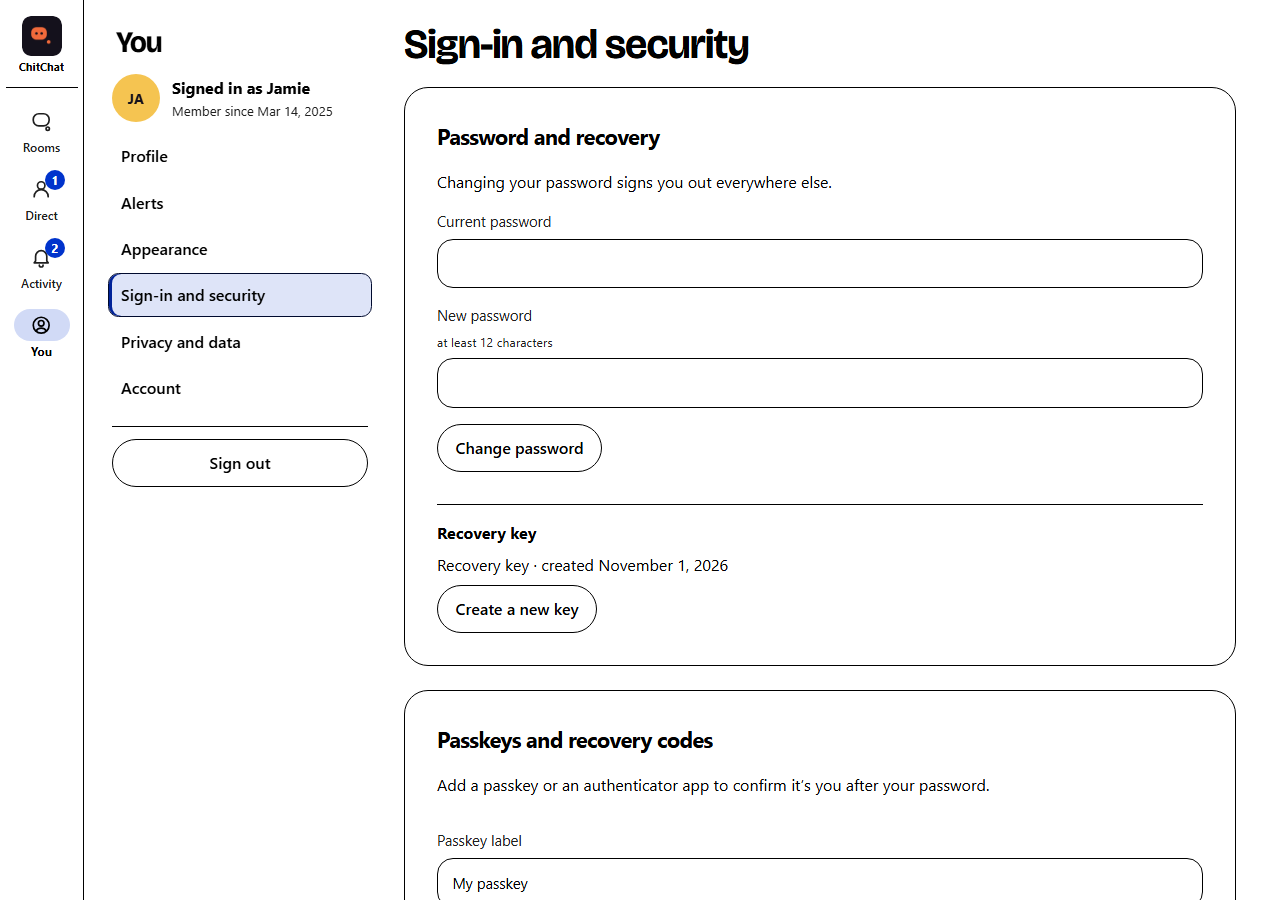 ChitChat
Rooms
1
Direct
2
Activity
You
You
JA
Signed in as Jamie
Member since Mar 14, 2025
Profile
Alerts
Appearance
Sign-in and security
Privacy and data
Account
Sign out
Sign-in and security
Password and recovery
Changing your password signs you out everywhere else.
Current password
New password
at least 12 characters
Change password
Recovery key
Recovery key · created November 1, 2026
Create a new key
Passkeys and recovery codes
Add a passkey or an authenticator app to confirm it’s you after your password.
Passkey label
My passkey